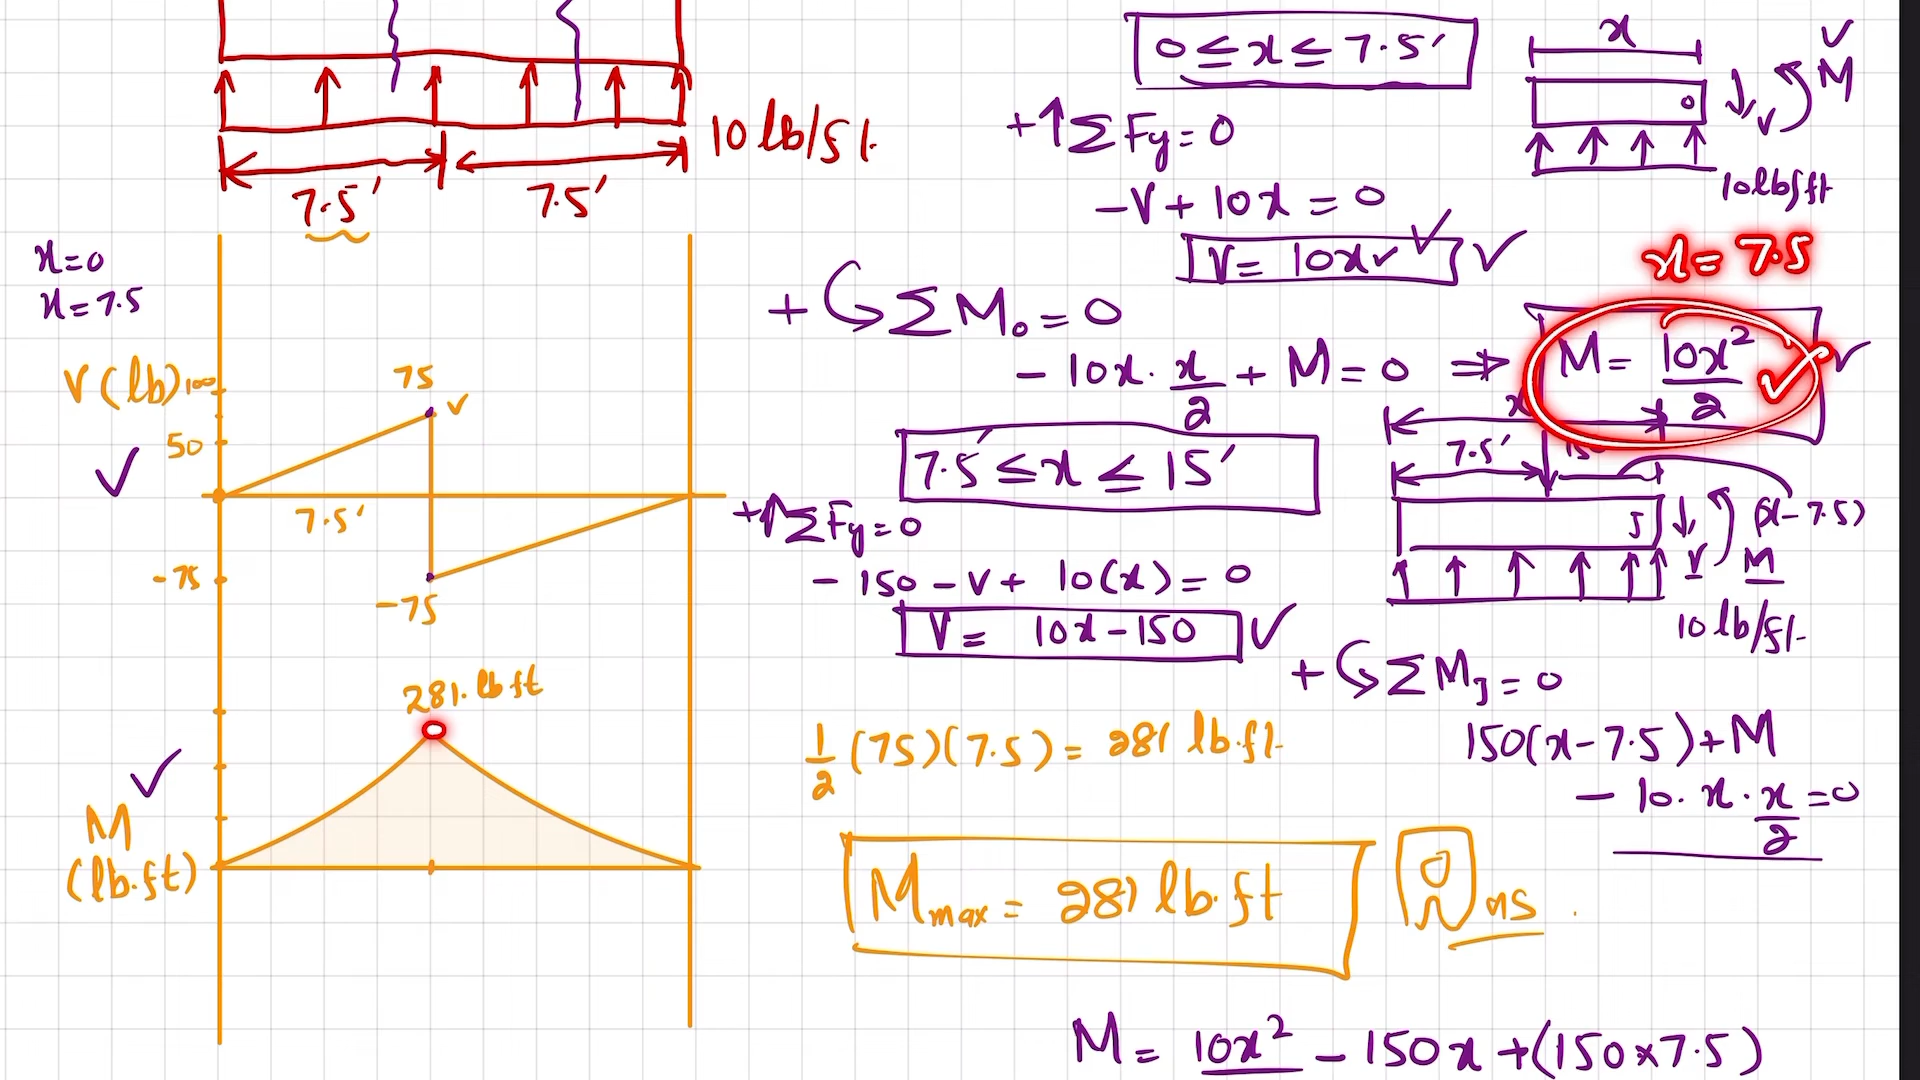 10 lb/ft
7.5' 7.5'
x=0
x=7.5
V (lb) 100
50
75
7.5'
-75
-75
281. lb ft
M
(lb.ft)
0 ≤ x ≤ 7.5'
+↑ΣFy=0
-V + 10x = 0
V = 10x
+ ΣMo = 0
-10x · x/2 + M = 0 ⇒ M = 10x²/2
x
V
M
o
V
10lb/ft
x = 7.5
7.5' ≤ x ≤ 15'
+↑ΣFy=0
-150 - V + 10(x) = 0
V = 10x-150
x
7.5'
(x-7.5)
J
V M
10 lb/ft
+ ΣMJ = 0
150(x-7.5)+M
- 10. x · x/2 = 0
1/2 (75)(7.5) = 281 lb.ft
Mmax = 281 lb.ft
Ans.
M = 10x² - 150x + (150×7.5)